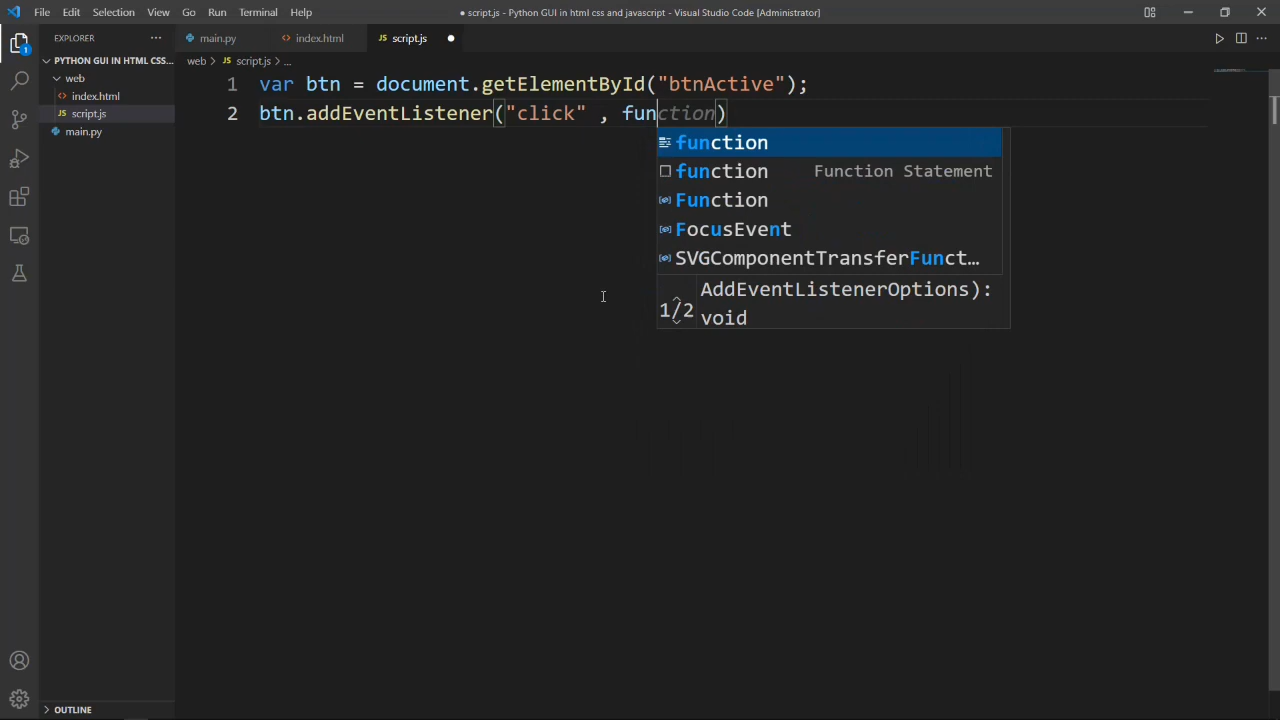 File Edit Selection View Go Run Terminal Help
● script.js - Python GUI in html css and javascript - Visual Studio Code [Administrator]
EXPLORER
main.py
index.html
JS script.js
PYTHON GUI IN HTML CSS...
web
index.html
JS script.js
main.py
web > JS script.js > ...
1 var btn = document.getElementById("btnActive");
2 btn.addEventListener("click" , function)
function
function Function Statement
Function
FocusEvent
SVGComponentTransferFunct...
AddEventListenerOptions):
1/2
void
1
OUTLINE